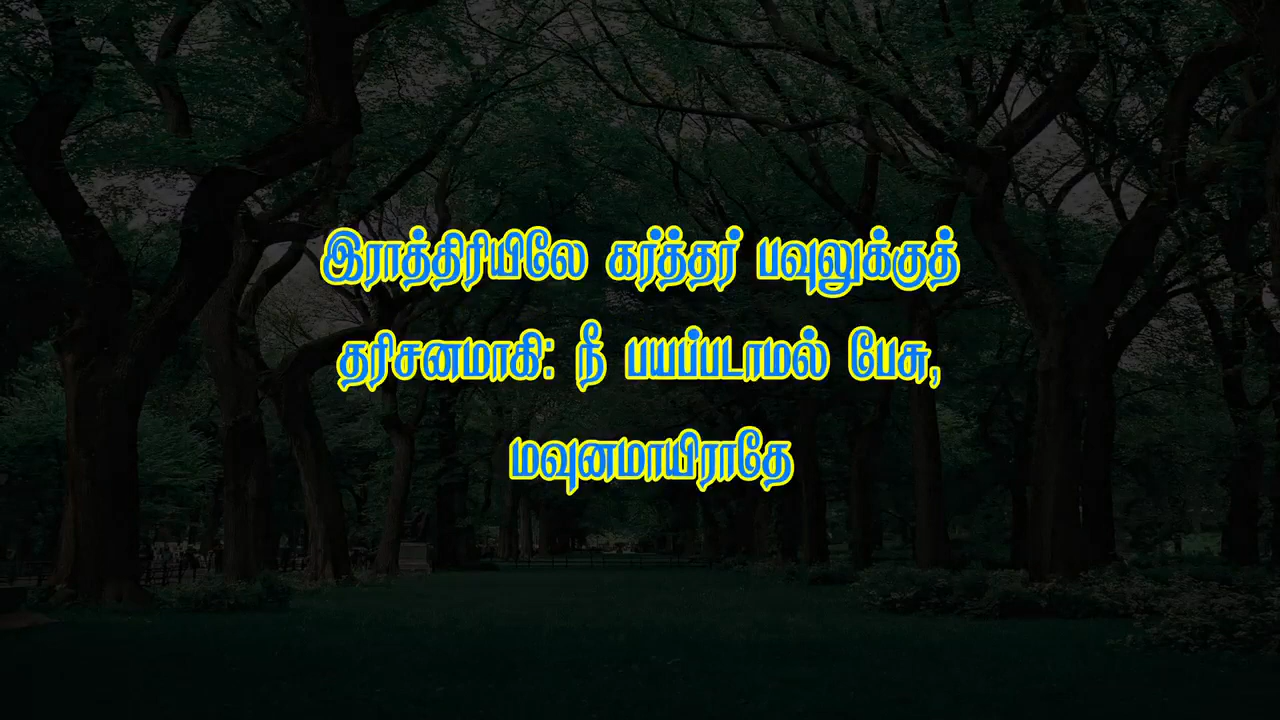 இராத்திரியிலே கர்த்தர் பவுலுக்குத்
தரிசனமாகி: நீ பயப்படாமல் பேசு,
மவுனமாயிராதே